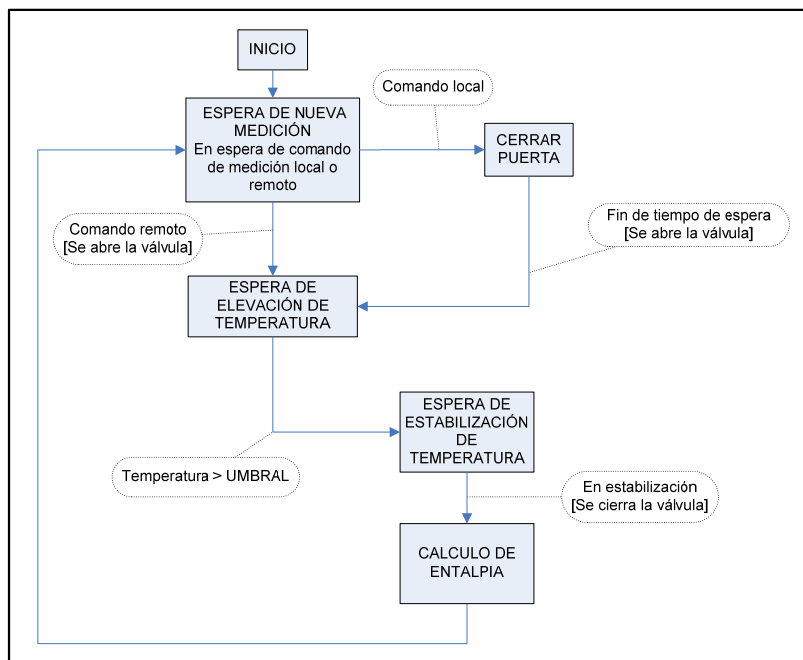 INICIO
Comando local
ESPERA DE NUEVA
MEDICIÓN
En espera de comando
de medición local o
remoto
CERRAR
PUERTA
Comando remoto
[Se abre la válvula]
Fin de tiempo de espera
[Se abre la válvula]
ESPERA DE
ELEVACIÓN DE
TEMPERATURA
ESPERA DE
ESTABILIZACIÓN
DE
TEMPERATURA
Temperatura > UMBRAL
En estabilización
[Se cierra la válvula]
CALCULO DE
ENTALPIA